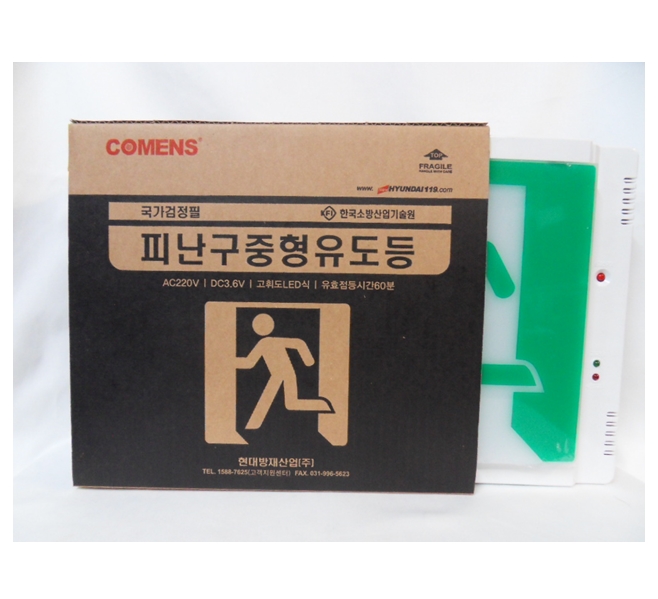 COMENS®
TOP
FRAGILE
www. HYUNDAI119.com
국가검정필
KFI 한국소방산업기술원
피난구중형유도등
AC220V | DC3.6V | 고휘도LED식 | 유효점등시간60분
현대방재산업(주)
TEL. 1588-7625(고객지원센터) FAX. 031-996-5623